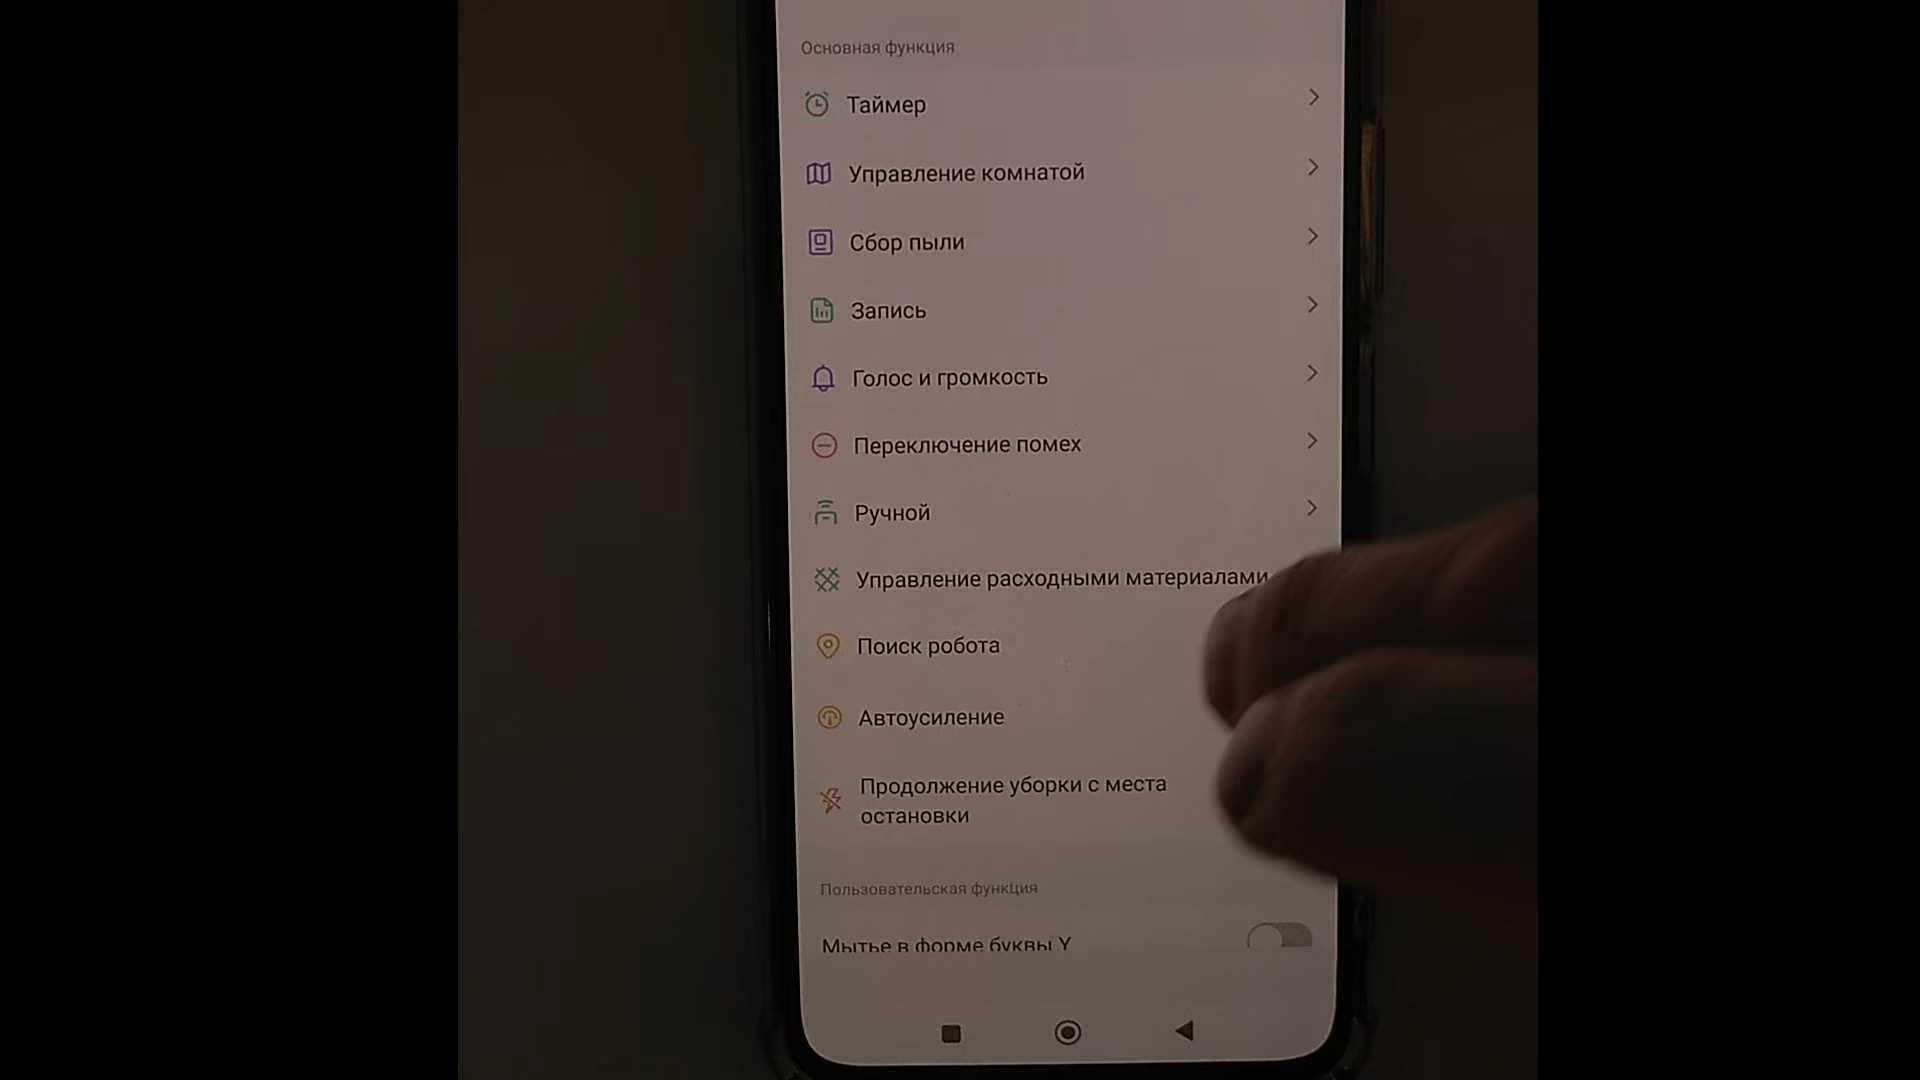 Основная функция
Таймер
Управление комнатой
Сбор пыли
Запись
Голос и громкость
Переключение помех
Ручной
Управление расходными материалами
Поиск робота
Автоусиление
Продолжение уборки с места
остановки
Пользовательская функция
Мытье в форме буквы Y